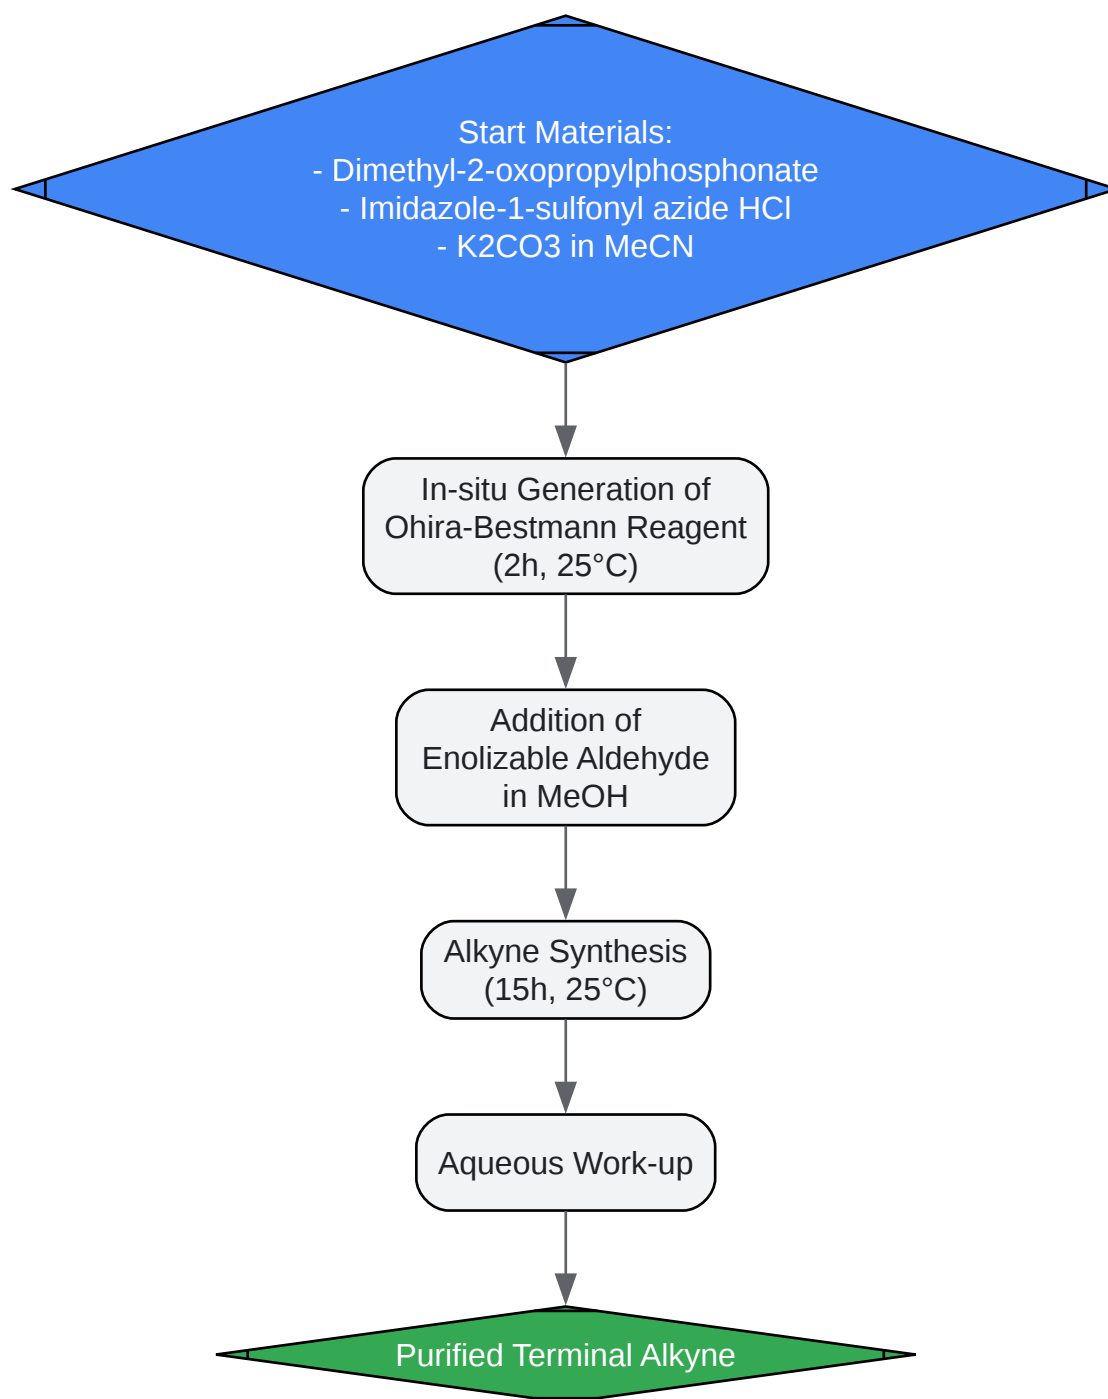 Start Materials:
- Dimethyl-2-oxopropylphosphonate
- Imidazole-1-sulfonyl azide HCl
- K2CO3 in MeCN
In-situ Generation of
Ohira-Bestmann Reagent
(2h, 25°C)
Addition of
Enolizable Aldehyde
in MeOH
Alkyne Synthesis
(15h, 25°C)
Aqueous Work-up
Purified Terminal Alkyne